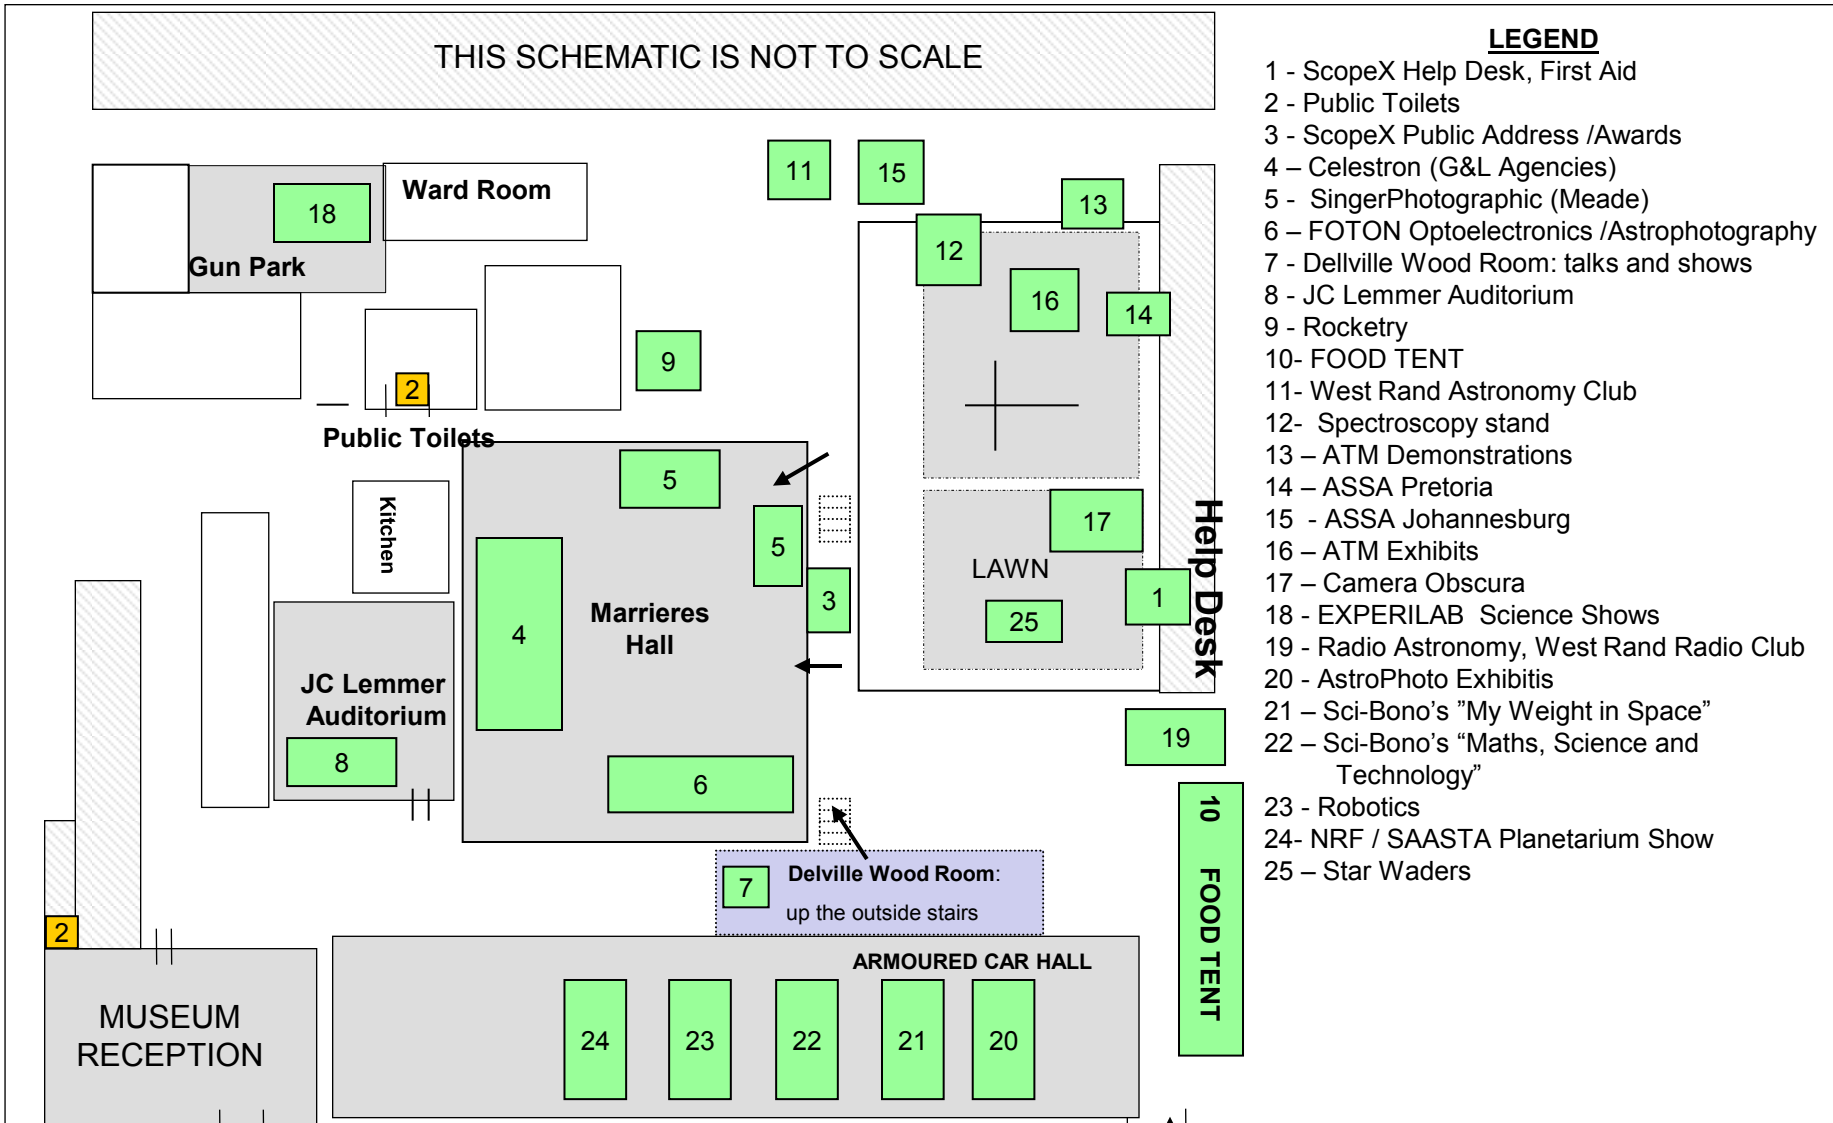 THIS SCHEMATIC IS NOT TO SCALE
LEGEND
1 - ScopeX Help Desk, First Aid
2 - Public Toilets
3 - ScopeX Public Address /Awards
4 – Celestron (G&L Agencies)
5 - SingerPhotographic (Meade)
6 – FOTON Optoelectronics /Astrophotography
7 - Dellville Wood Room: talks and shows
8 - JC Lemmer Auditorium
9 - Rocketry
10- FOOD TENT
11- West Rand Astronomy Club
12- Spectroscopy stand
13 – ATM Demonstrations
14 – ASSA Pretoria
15 - ASSA Johannesburg
16 – ATM Exhibits
17 – Camera Obscura
18 - EXPERILAB Science Shows
19 - Radio Astronomy, West Rand Radio Club
20 - AstroPhoto Exhibitis
21 – Sci-Bono's ”My Weight in Space”
22 – Sci-Bono's “Maths, Science and
Technology”
23 - Robotics
24- NRF / SAASTA Planetarium Show
25 – Star Waders
11
15
13
18
Ward Room
Gun Park
12
16
14
9
2
Public Toilets
5
5
Kitchen
17
LAWN
Help Desk
1
25
3
4
Marrieres
Hall
JC Lemmer
Auditorium
8
6
19
10 FOOD TENT
7
Delville Wood Room:
up the outside stairs
2
ARMOURED CAR HALL
MUSEUM
RECEPTION
24
23
22
21
20